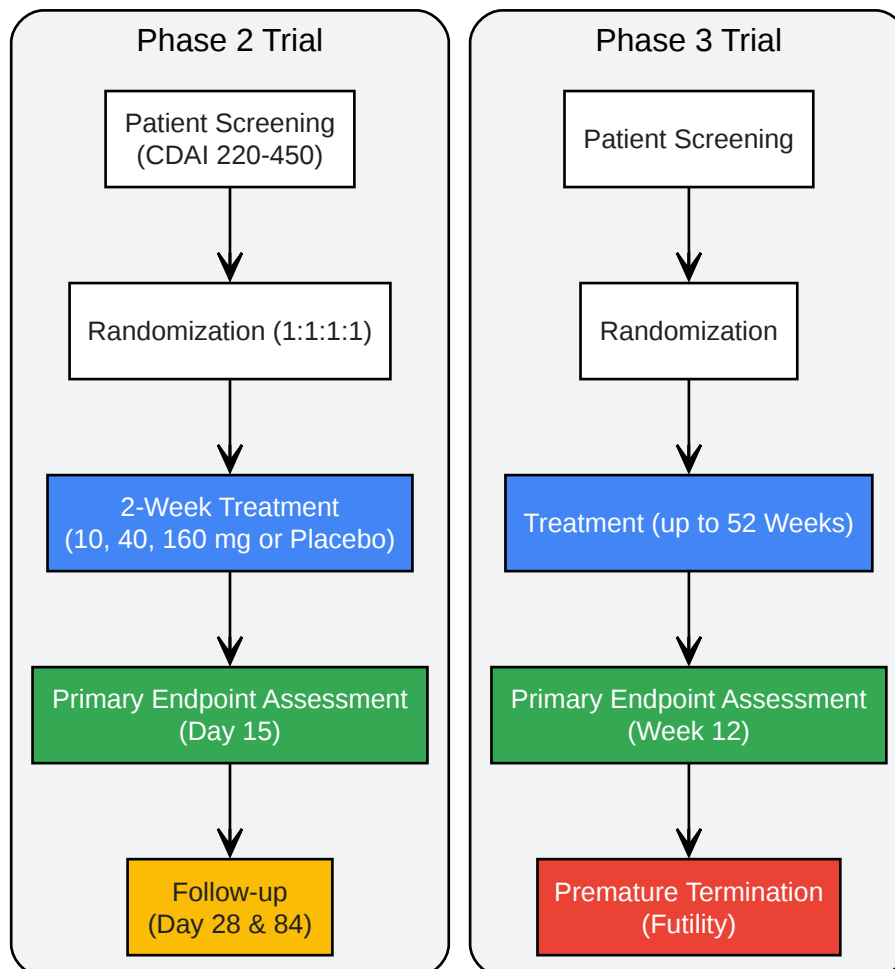 Phase 2 Trial
Patient Screening
(CDAI 220-450)
Randomization (1:1:1:1)
2-Week Treatment
(10, 40, 160 mg or Placebo)
Primary Endpoint Assessment
(Day 15)
Follow-up
(Day 28 & 84)
Phase 3 Trial
Patient Screening
Randomization
Treatment (up to 52 Weeks)
Primary Endpoint Assessment
(Week 12)
Premature Termination
(Futility)